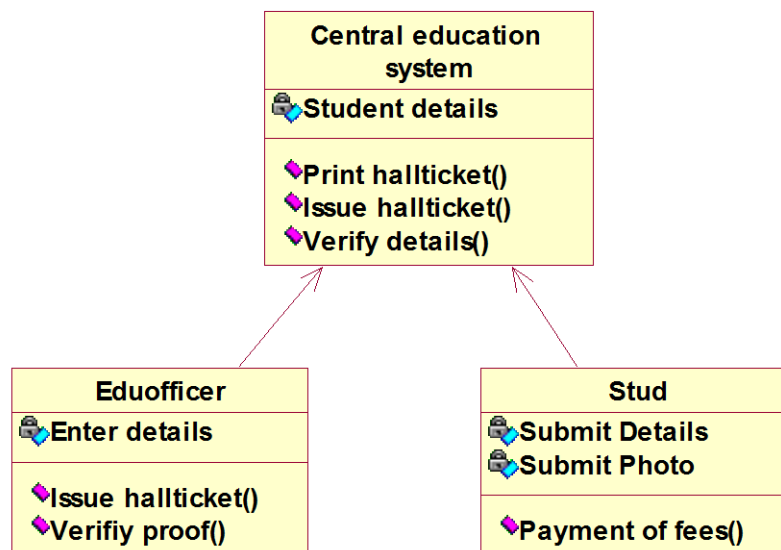 Central education
system
Student details
Print hallticket()
Issue hallticket()
Verify details()
Eduofficer
Enter details
Issue hallticket()
Verifiy proof()
Stud
Submit Details
Submit Photo
Payment of fees()